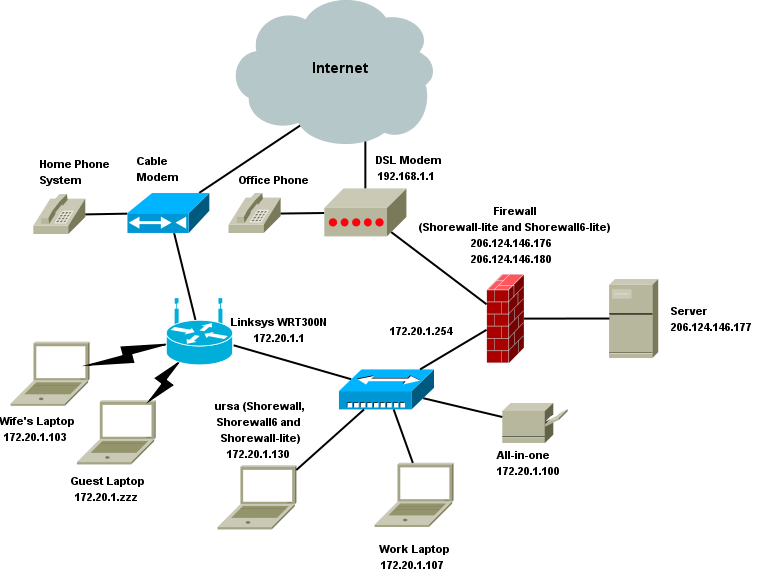 Internet
Home Phone
System
Cable
Modem
Office Phone
DSL Modem
192.168.1.1
Firewall
(Shorewall-lite and Shorewall6-lite)
206.124.146.176
206.124.146.180
Server
206.124.146.177
Linksys WRT300N
172.20.1.1
172.20.1.254
Wife's Laptop
172.20.1.103
Guest Laptop
172.20.1.zzz
ursa (Shorewall,
Shorewall6 and
Shorewall-lite)
172.20.1.130
All-in-one
172.20.1.100
Work Laptop
172.20.1.107